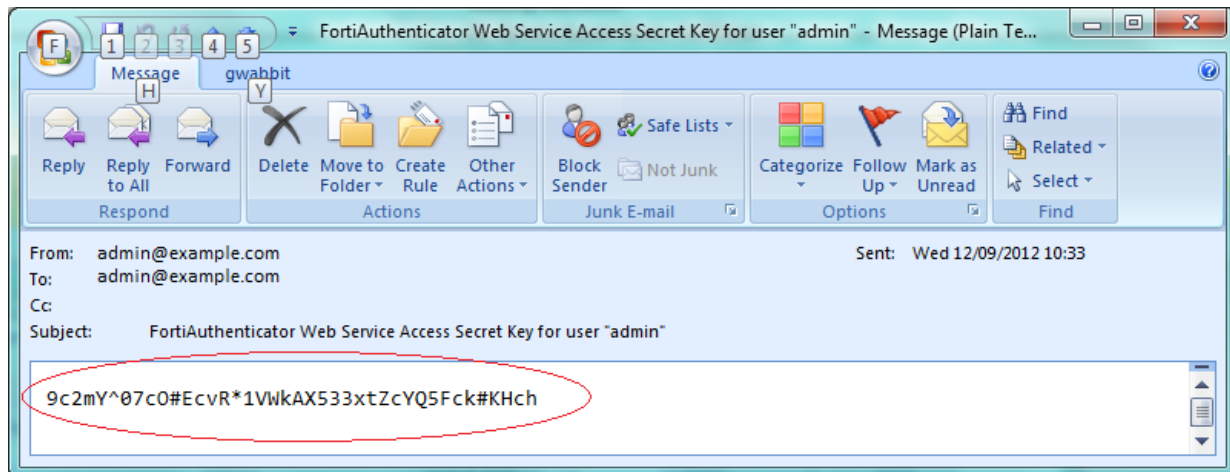 FortiAuthenticator Web Service Access Secret Key for user "admin" - Message (Plain Te...
F
1
2
3
4
5
Message
gwabbit
H
Y
Reply
Reply to All
Forward
Delete
Move to Folder
Create Rule
Other Actions
Block Sender
Safe Lists
Not Junk
Categorize
Follow Up
Mark as Unread
Find
Related
Select
Respond
Actions
Junk E-mail
Options
Find
From: admin@example.com
Sent: Wed 12/09/2012 10:33
To: admin@example.com
Cc:
Subject: FortiAuthenticator Web Service Access Secret Key for user "admin"
9c2mY^07cO#EcvR*1VWkAX533xtZcYQ5Fck#KHch